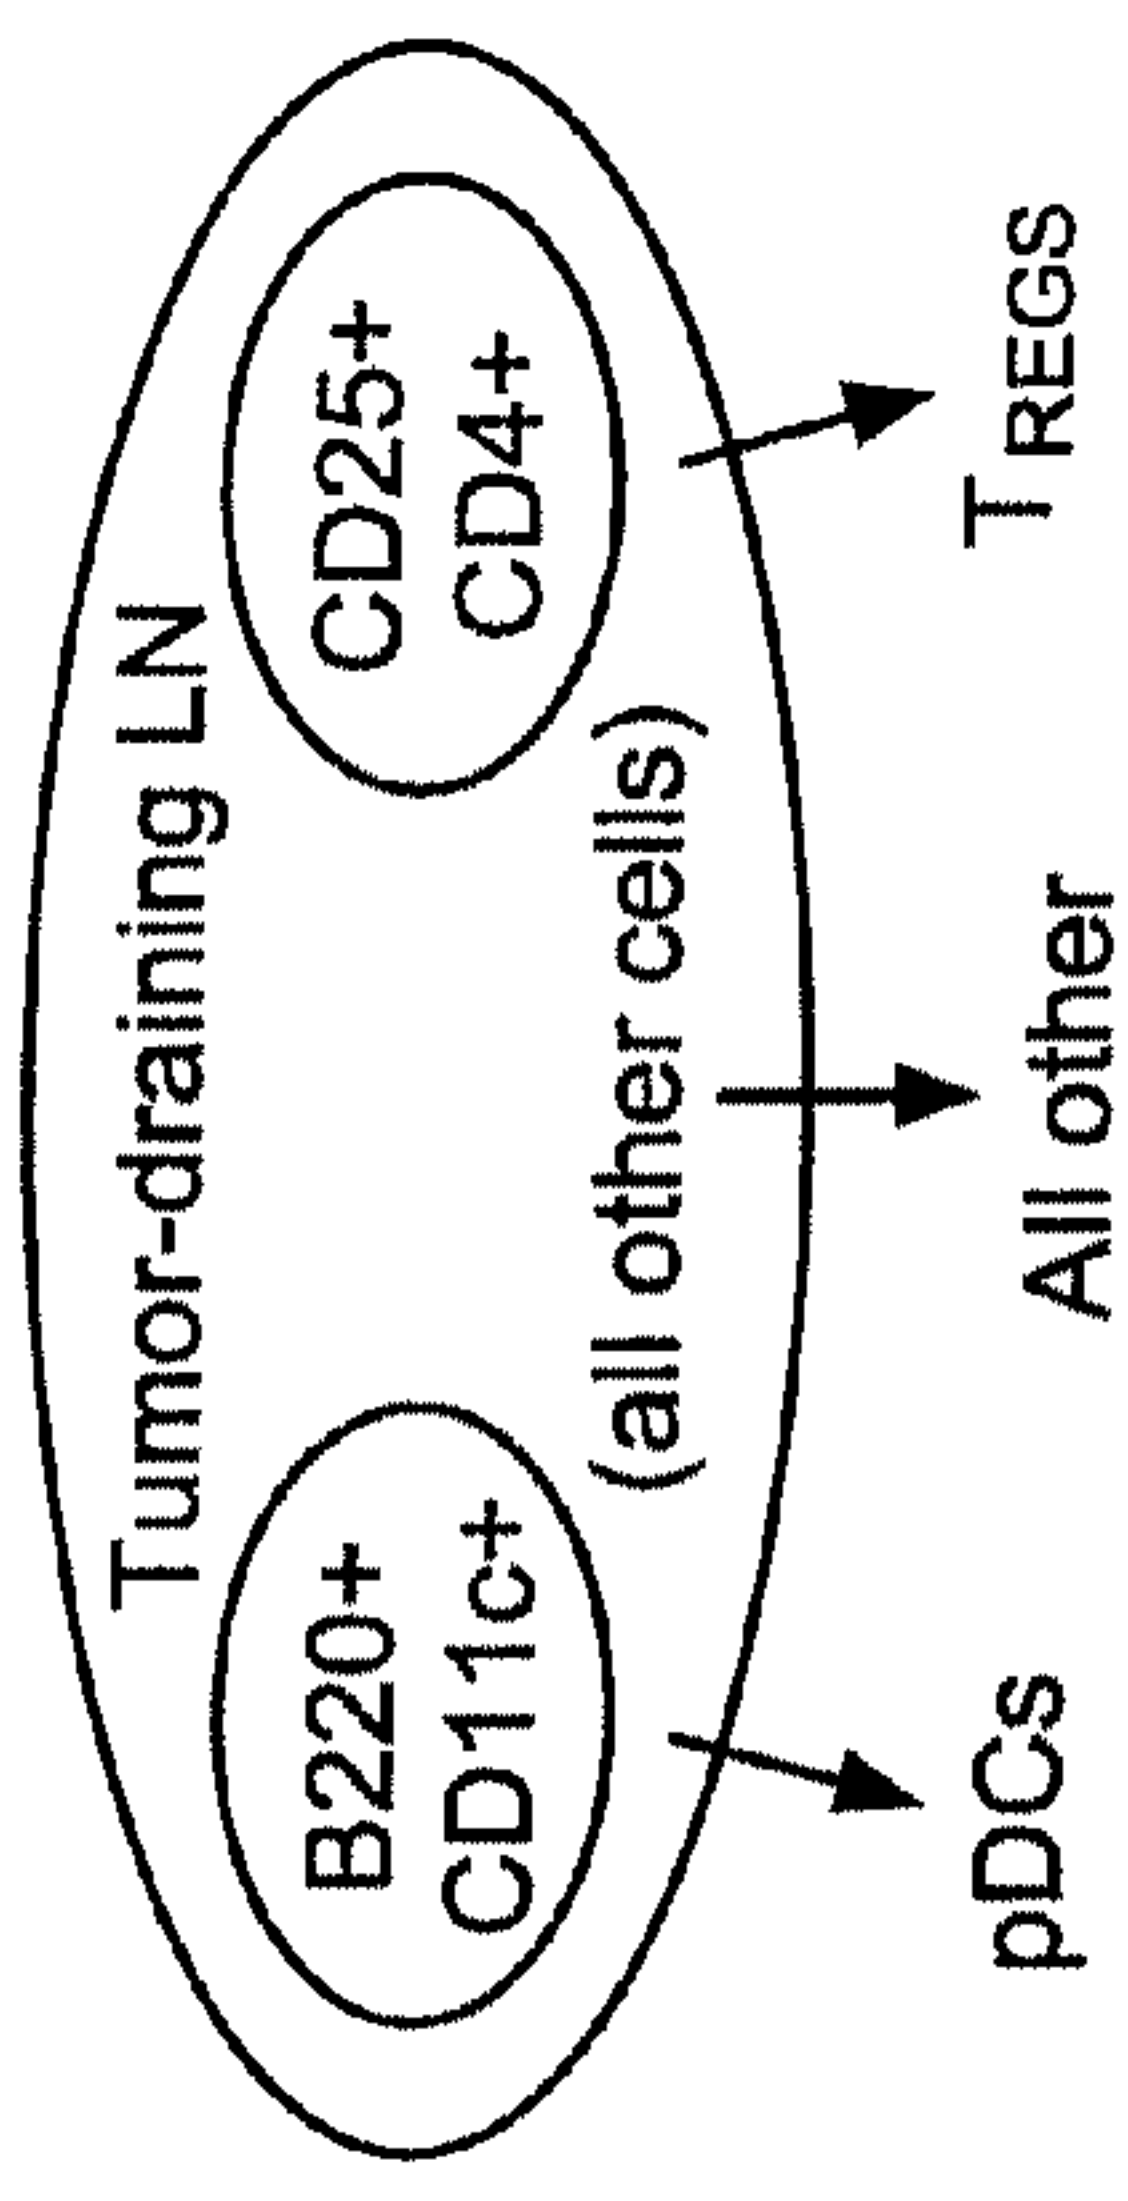 Tumor-draining LN
B220+
CD11c+
CD25+
CD4+
(all other cells)
pDCs
All other
T REGS